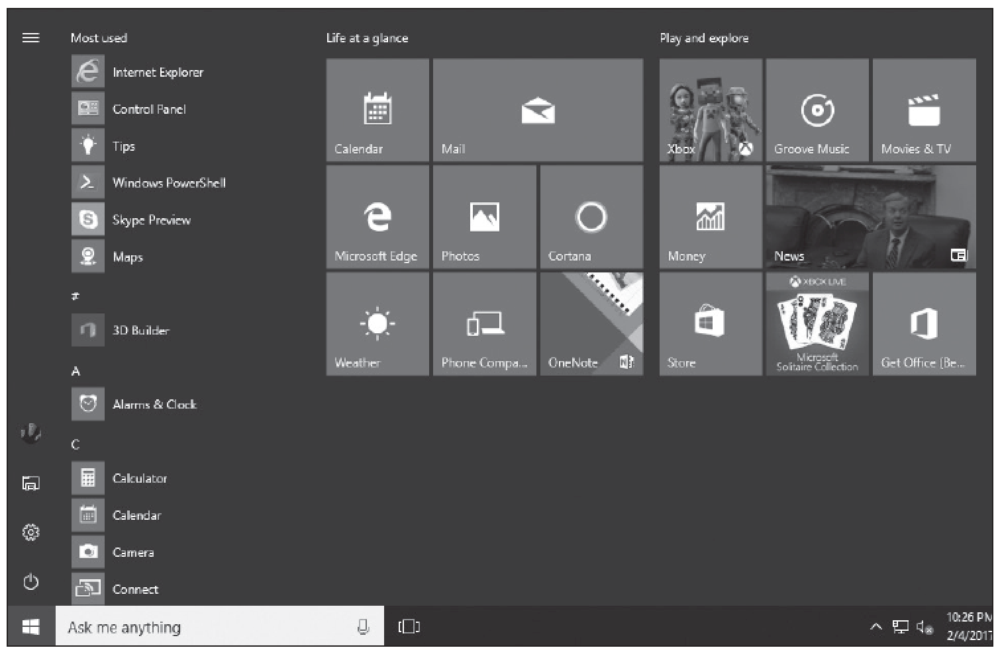 Most used
Internet Explorer
Control Panel
Tips
Windows PowerShell
Skype Preview
Maps
#
3D Builder
A
Alarms & Clock
C
Calculator
Calendar
Camera
Connect
Life at a glance
Calendar
Mail
Microsoft Edge
Photos
Cortana
Weather
Phone Compa...
OneNote
Play and explore
Xbox
Groove Music
Movies & TV
Money
News
Store
XBOX LIVE
Microsoft
Solitaire Collection
Get Office (Be...
Ask me anything
10:26 PM
2/4/2017